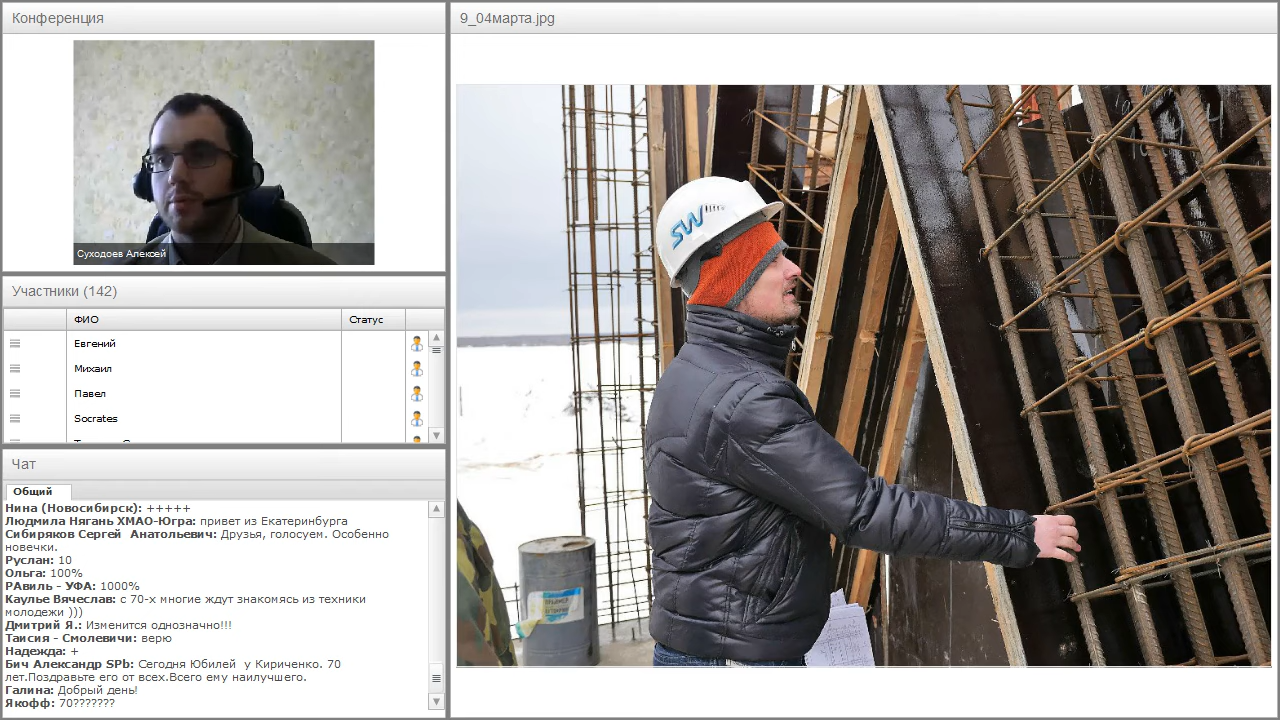 Конференция
Суходоев Алексей
Участники (142)
ФИО
Статус
Евгений
Михаил
Павел
Socrates
Чат
Общий
Нина (Новосибирск): +++++
Людмила Нягань ХМАО-Югра: привет из Екатеринбурга
Сибиряков Сергей Анатольевич: Друзья, голосуем. Особенно
новечки.
Руслан: 10
Ольга: 100%
РАвиль - УФА: 1000%
Каулье Вячеслав: с 70-х многие ждут знакомясь из техники
молодежи )))
Дмитрий Я.: Изменится однозначно!!!
Таисия - Смолевичи: верю
Надежда: +
Бич Александр SPb: Сегодня Юбилей у Кириченко. 70
лет.Поздравьте его от всех.Всего ему наилучшего.
Галина: Добрый день!
Якофф: 70???????
9_04марта.jpg
SW